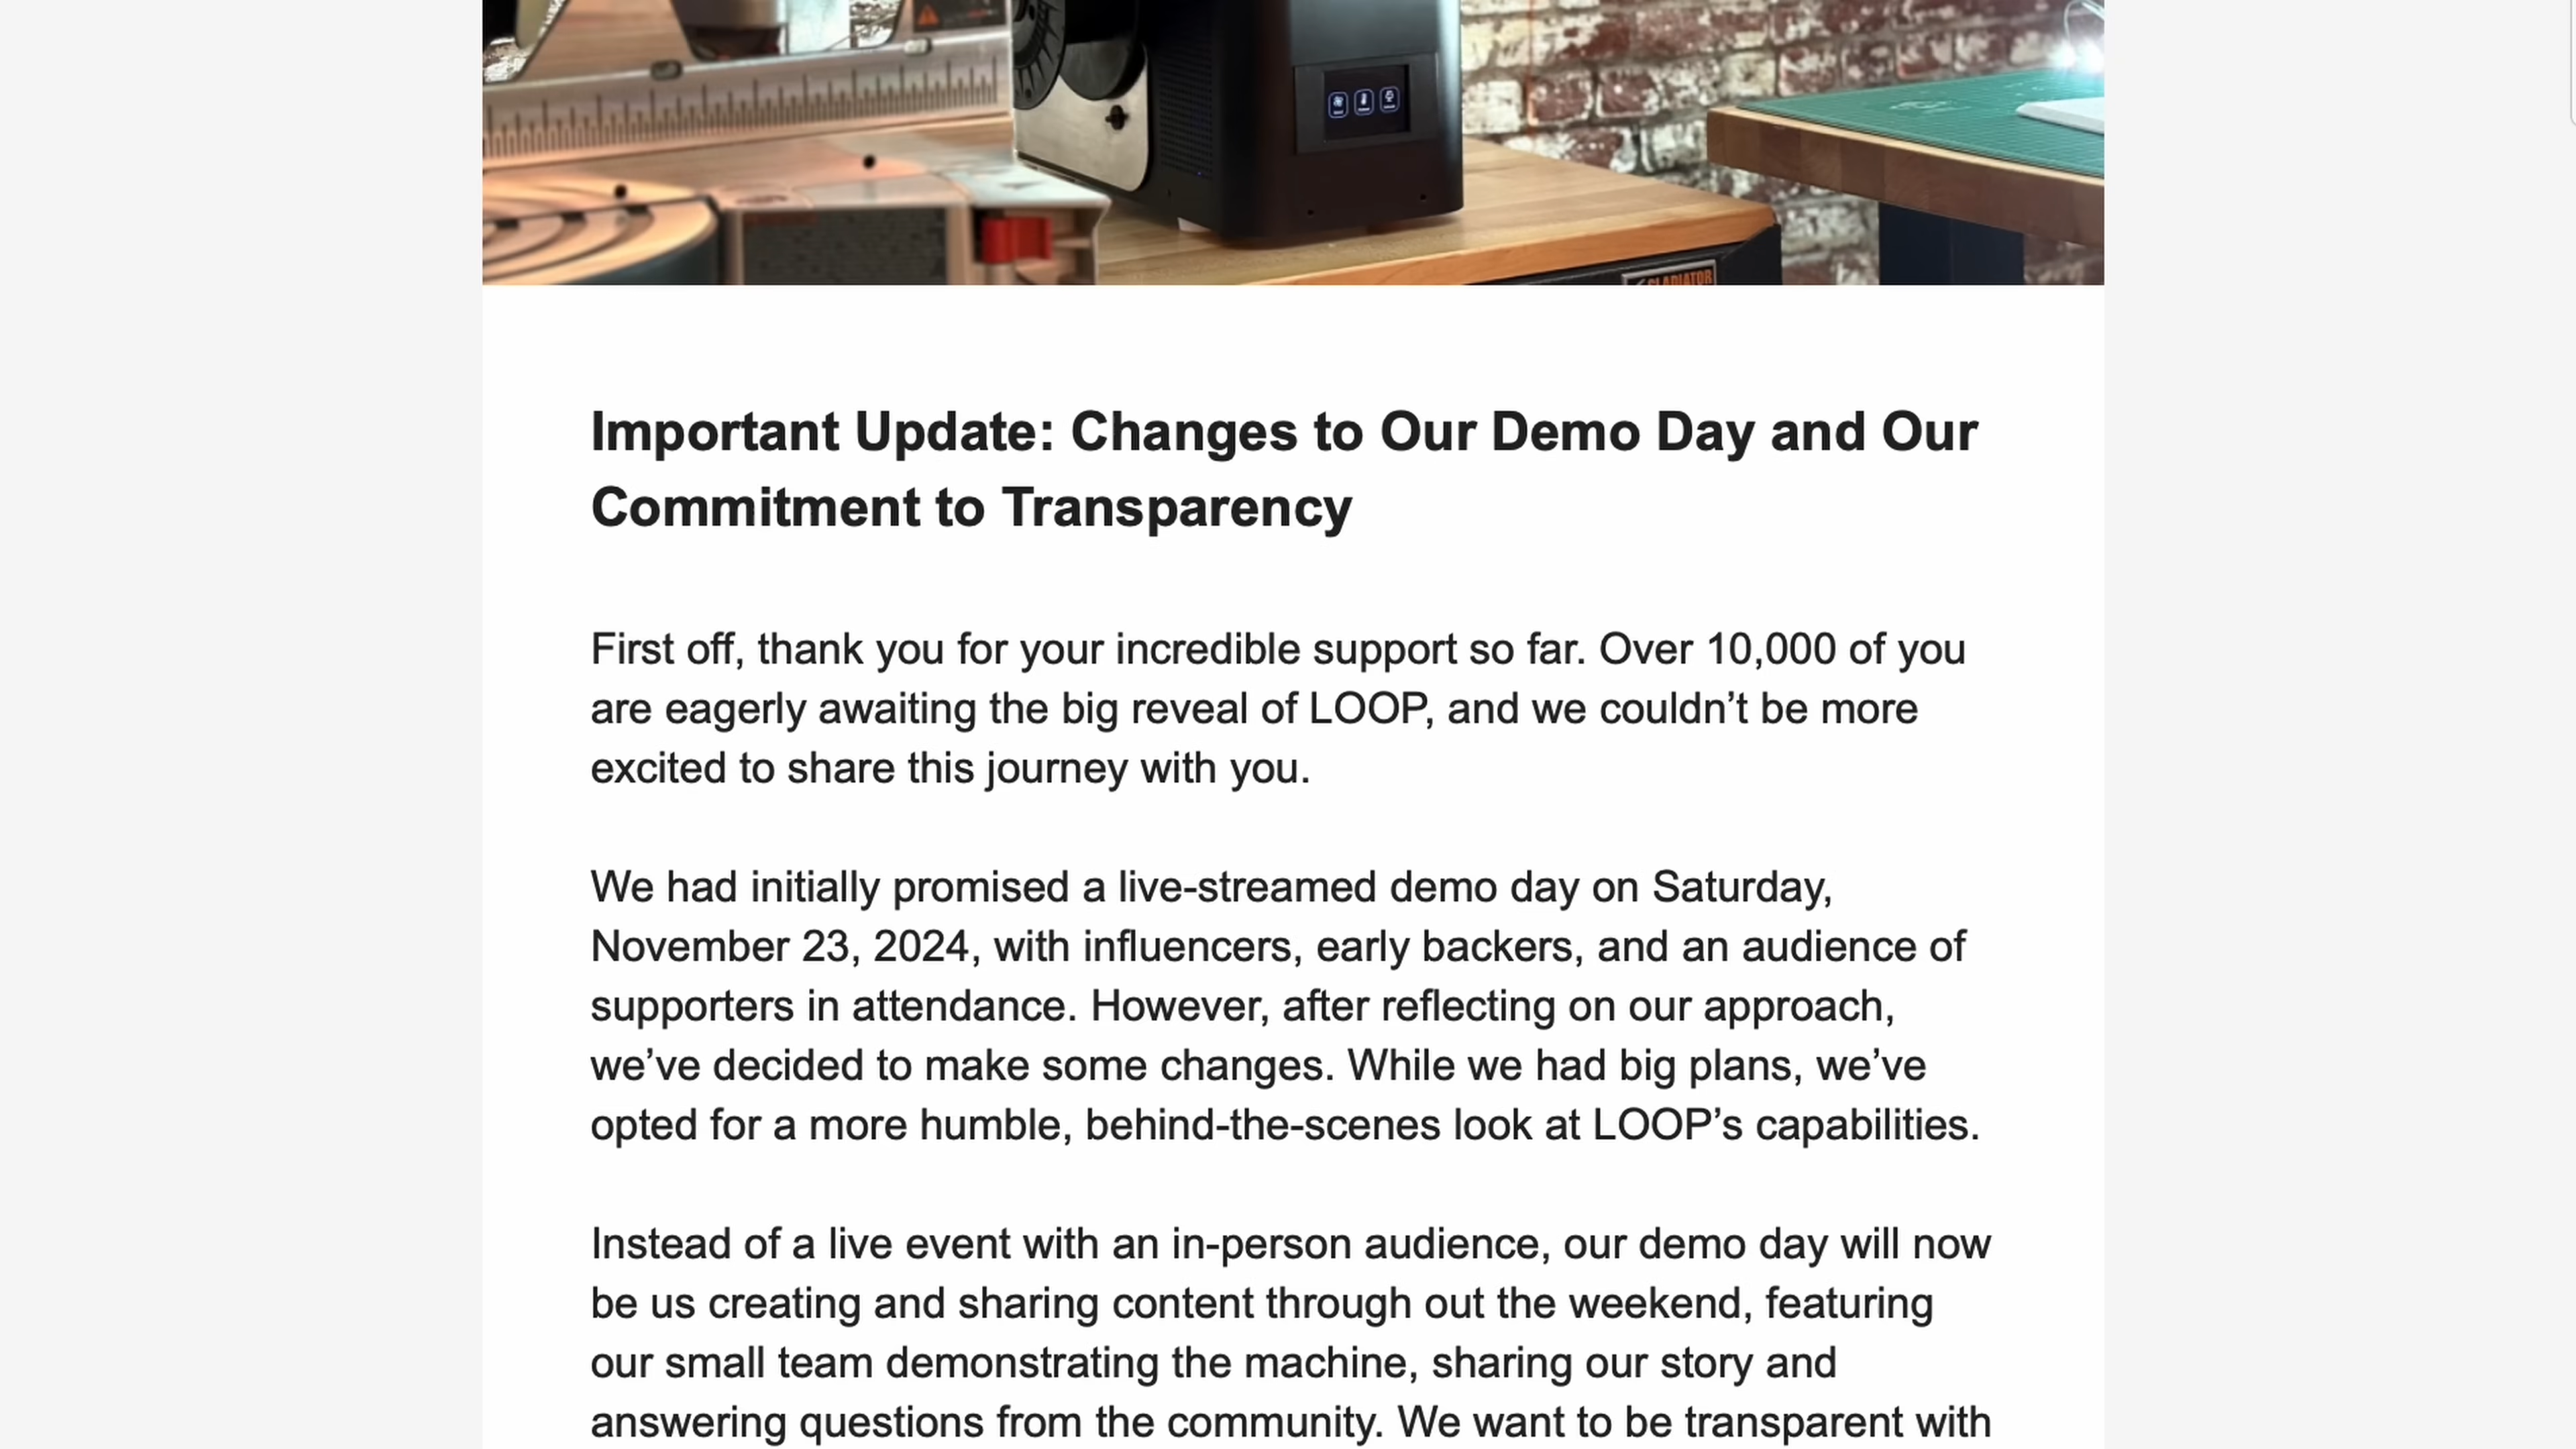 GLADIATOR
Important Update: Changes to Our Demo Day and Our
Commitment to Transparency
First off, thank you for your incredible support so far. Over 10,000 of you
are eagerly awaiting the big reveal of LOOP, and we couldn’t be more
excited to share this journey with you.
We had initially promised a live-streamed demo day on Saturday,
November 23, 2024, with influencers, early backers, and an audience of
supporters in attendance. However, after reflecting on our approach,
we’ve decided to make some changes. While we had big plans, we’ve
opted for a more humble, behind-the-scenes look at LOOP’s capabilities.
Instead of a live event with an in-person audience, our demo day will now
be us creating and sharing content through out the weekend, featuring
our small team demonstrating the machine, sharing our story and
answering questions from the community. We want to be transparent with